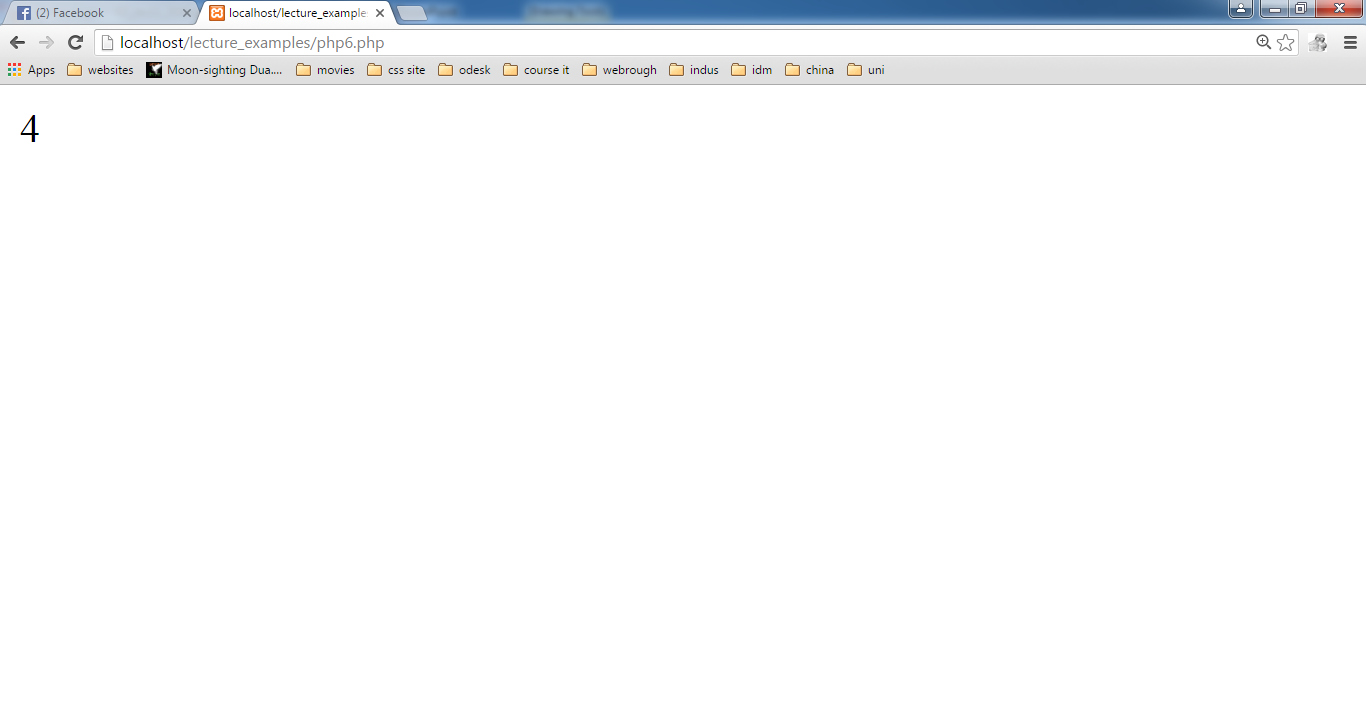 (2) Facebook localhost/lecture_example
localhost/lecture_examples/php6.php
Apps websites Moon-sighting Dua.... movies css site odesk course it webrough indus idm china uni
4